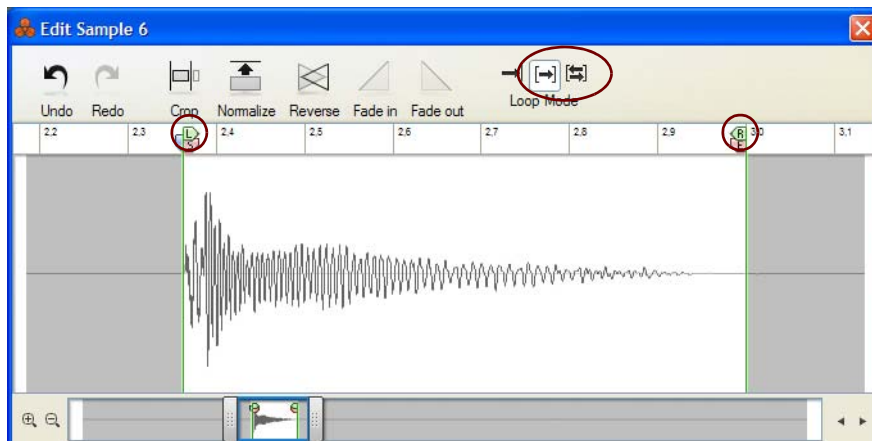 Edit Sample 6
Undo Redo Crop Normalize Reverse Fade in Fade out Loop Mode
2,2 2,3 L 2,4 2,5 2,6 2,7 2,8 2,9 R 3,0 3,1
S E